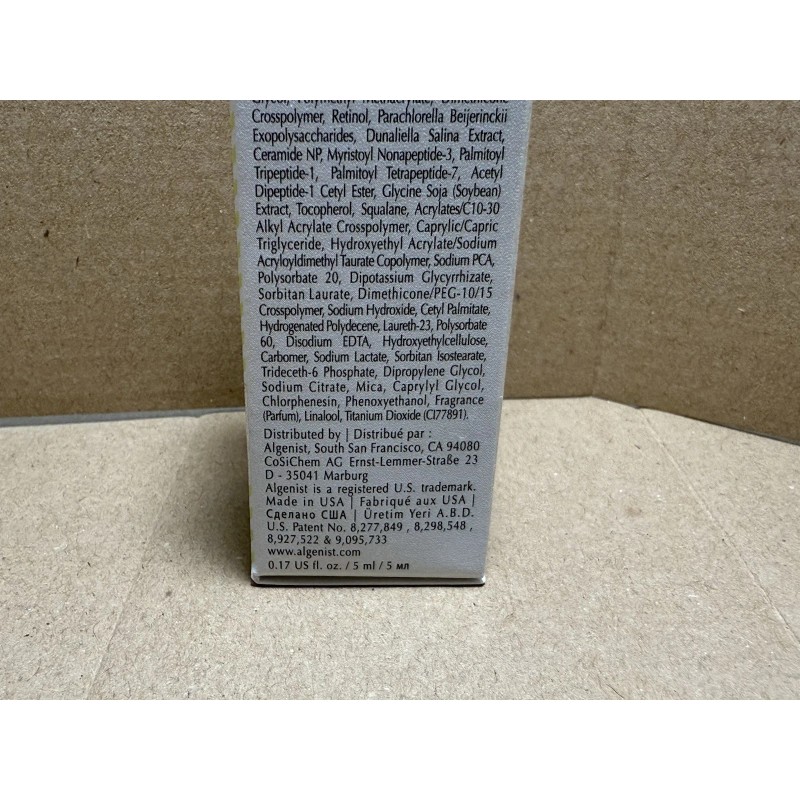 Glycol, Polymethyl Methacrylate, Dimethicone
Crosspolymer, Retinol, Parachlorella Beijerinckii
Exopolysaccharides, Dunaliella Salina Extract,
Ceramide NP, Myristoyl Nonapeptide-3, Palmitoyl
Tripeptide-1, Palmitoyl Tetrapeptide-7, Acetyl
Dipeptide-1 Cetyl Ester, Glycine Soja (Soybean)
Extract, Tocopherol, Squalane, Acrylates/C10-30
Alkyl Acrylate Crosspolymer, Caprylic/Capric
Triglyceride, Hydroxyethyl Acrylate/Sodium
Acryloyldimethyl Taurate Copolymer, Sodium PCA,
Polysorbate 20, Dipotassium Glycyrrhizate,
Sorbitan Laurate, Dimethicone/PEG-10/15
Crosspolymer, Sodium Hydroxide, Cetyl Palmitate,
Hydrogenated Polydecene, Laureth-23, Polysorbate
60, Disodium EDTA, Hydroxyethylcellulose,
Carbomer, Sodium Lactate, Sorbitan Isostearate,
Trideceth-6 Phosphate, Dipropylene Glycol,
Sodium Citrate, Mica, Caprylyl Glycol,
Chlorphenesin, Phenoxyethanol, Fragrance
(Parfum), Linalool, Titanium Dioxide (CI77891).
Distributed by | Distribué par :
Algenist, South San Francisco, CA 94080
CoSiChem AG Ernst-Lemmer-Straße 23
D - 35041 Marburg
Algenist is a registered U.S. trademark.
Made in USA | Fabriqué aux USA |
Сделано США | Üretim Yeri A.B.D.
U.S. Patent No. 8,277,849 , 8,298,548 ,
8,927,522 & 9,095,733
www.algenist.com
0.17 US fl. oz. / 5 ml / 5 мл